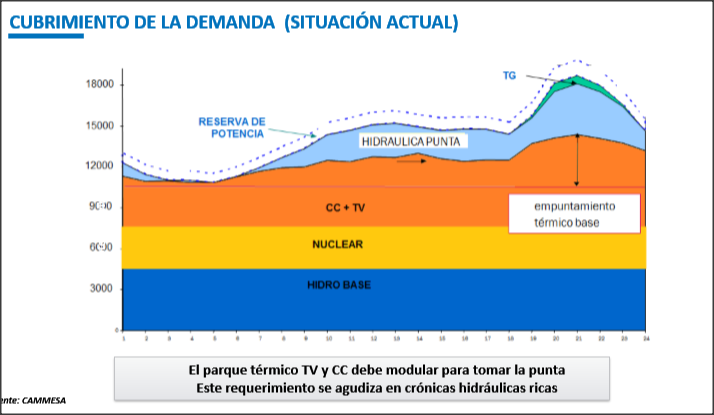 CUBRIMIENTO DE LA DEMANDA (SITUACIÓN ACTUAL)
18000
15000
12000
9000
6000
3000
0
TG
RESERVA DE
POTENCIA
HIDRAULICA PUNTA
CC + TV
empuntamiento
térmico base
NUCLEAR
HIDRO BASE
1 2 3 4 5 6 7 8 9 10 11 12 13 14 15 16 17 18 19 20 21 22 23 24
El parque térmico TV y CC debe modular para tomar la punta
Este requerimiento se agudiza en crónicas hidráulicas ricas
ente: CAMMESA